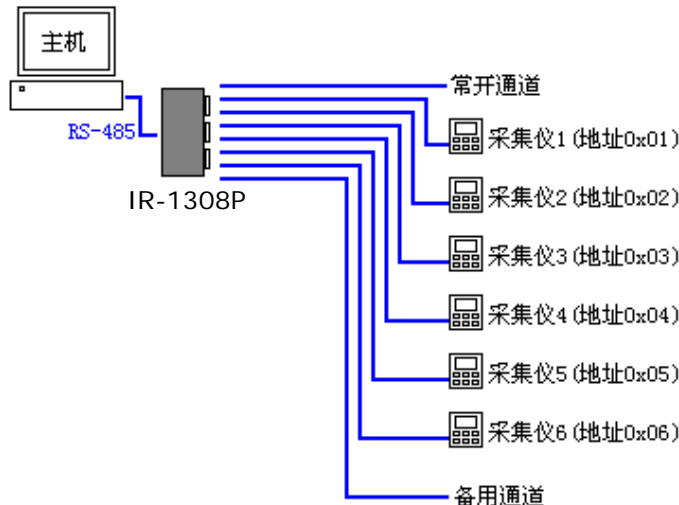 主机
常开通道
RS-485
采集仪1(地址0x01)
IR-1308P
采集仪2(地址0x02)
采集仪3(地址0x03)
采集仪4(地址0x04)
采集仪5(地址0x05)
采集仪6(地址0x06)
备用通道